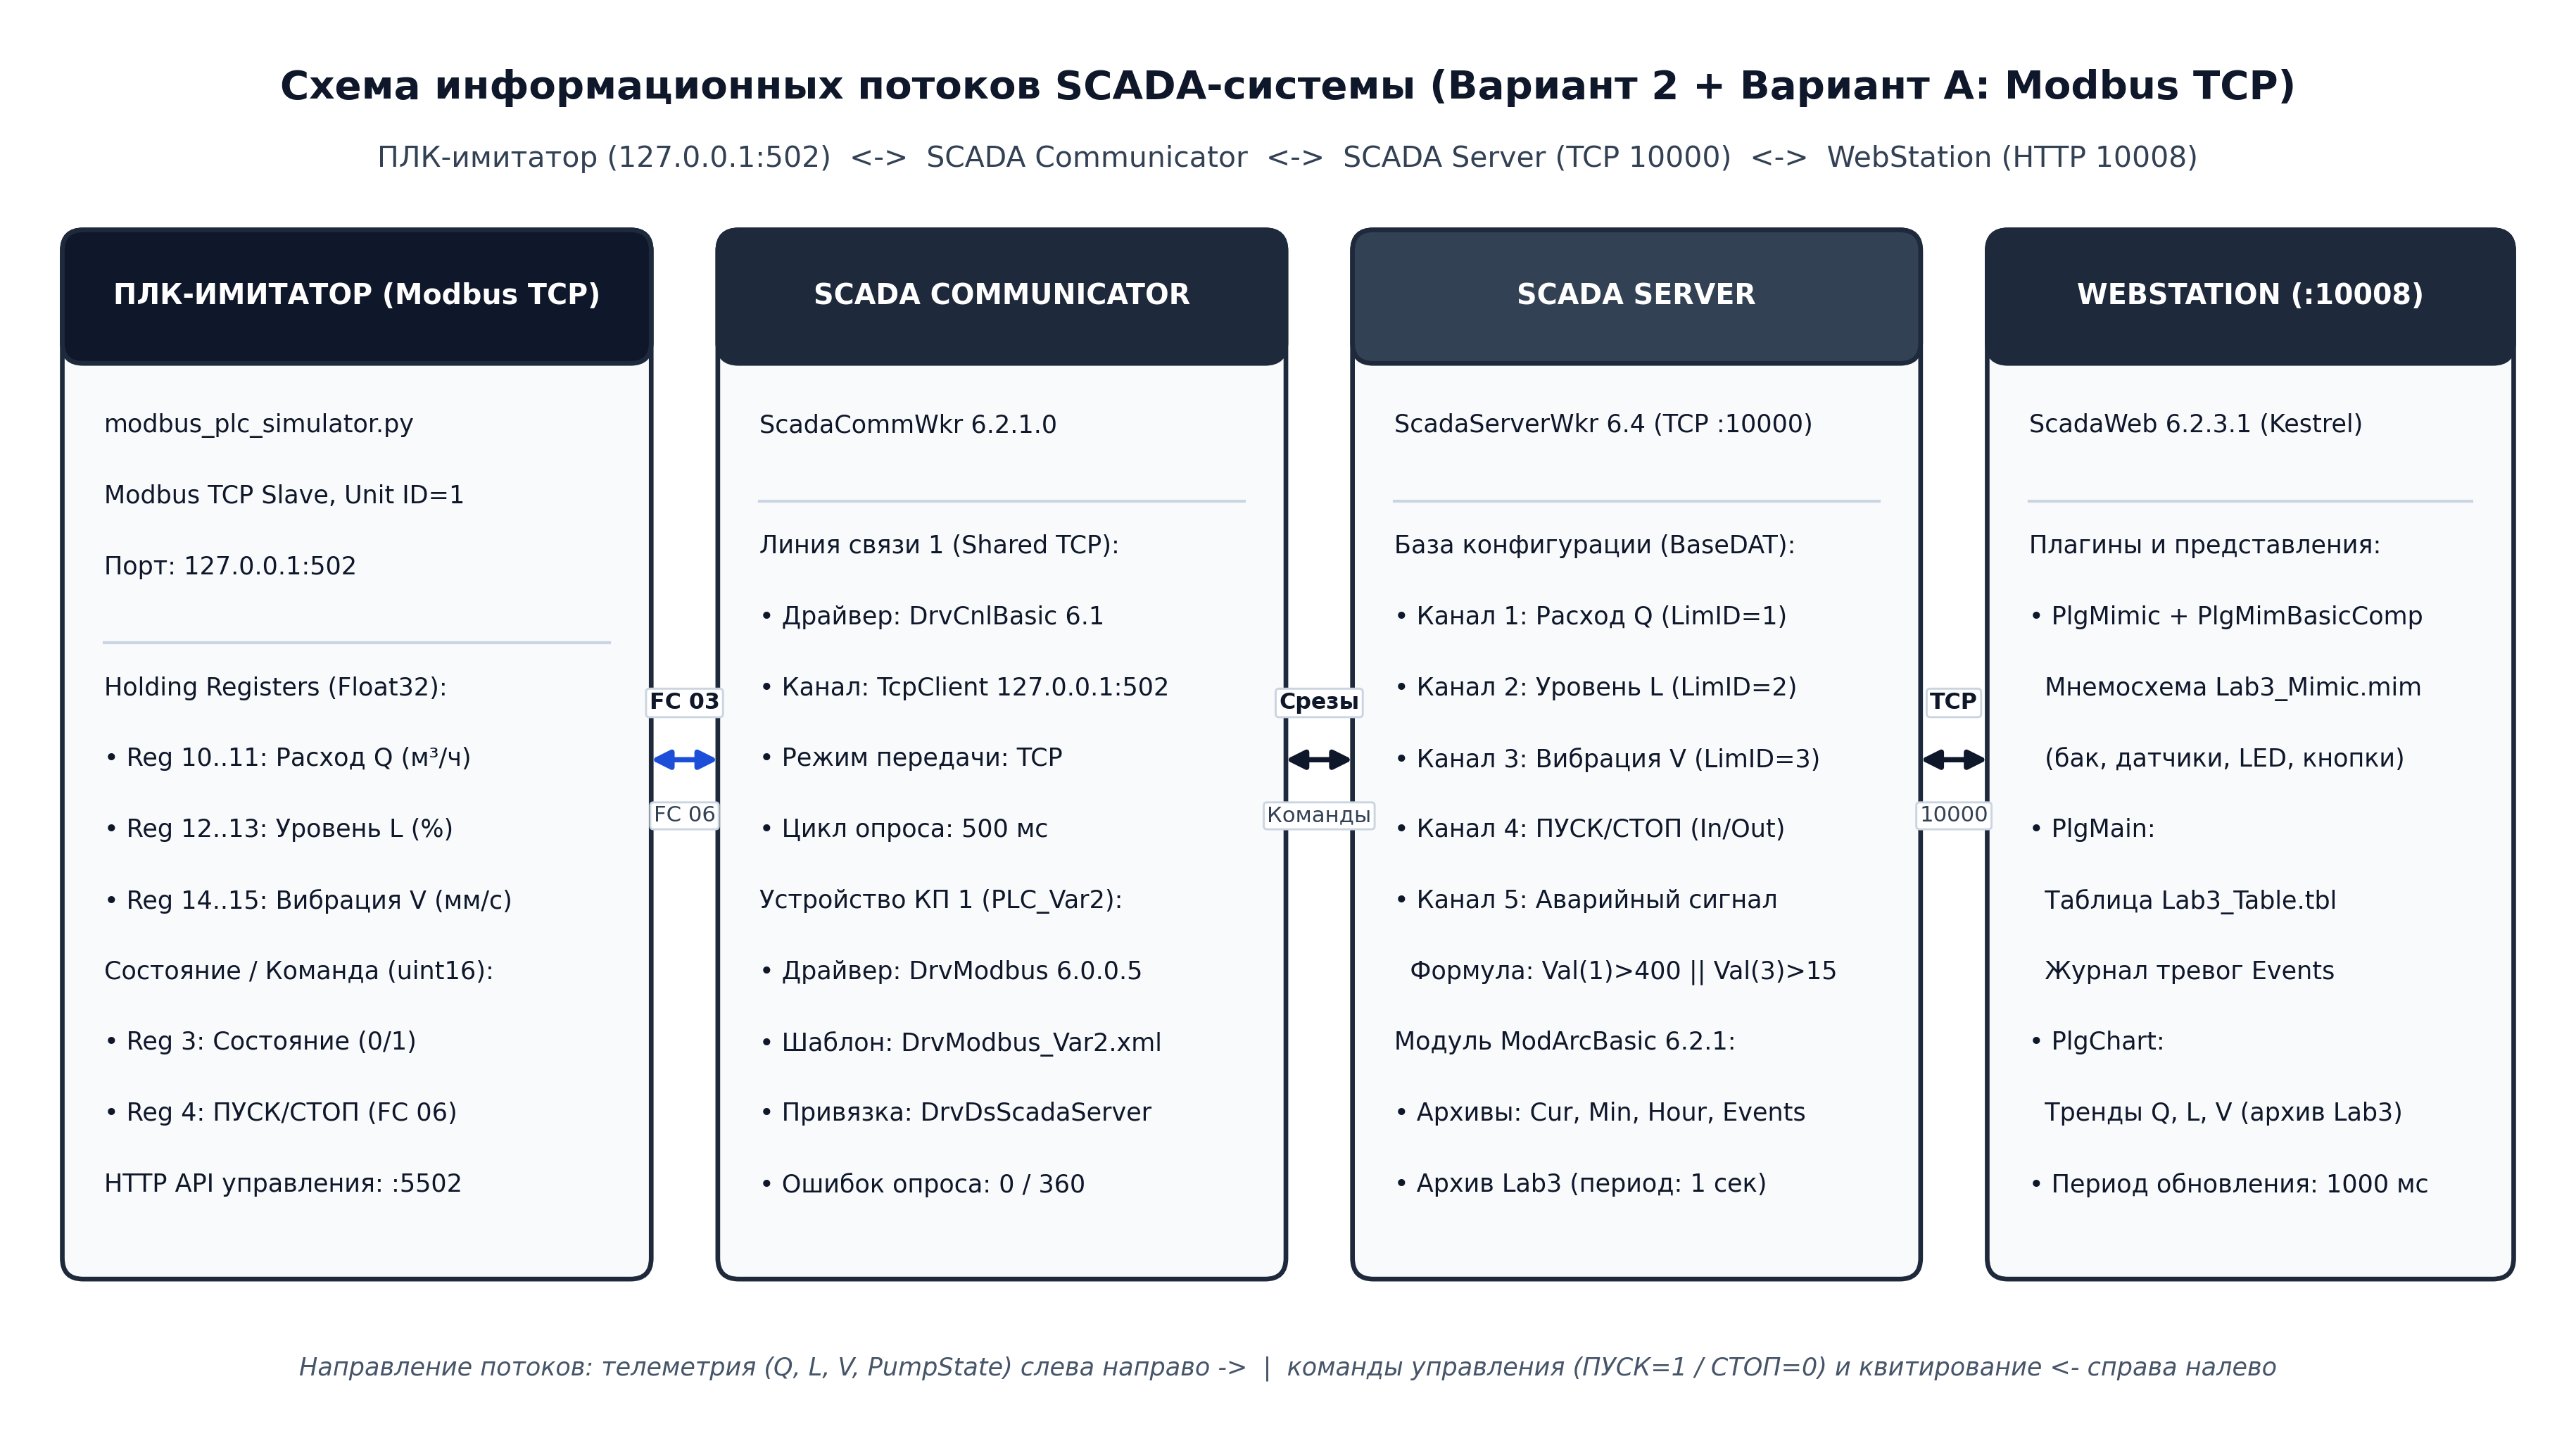 Схема информационных потоков SCADA-системы (Вариант 2 + Вариант А: Modbus TCP)
ПЛК-имитатор (127.0.0.1:502) <-> SCADA Communicator <-> SCADA Server (TCP 10000) <-> WebStation (HTTP 10008)
ПЛК-ИМИТАТОР (Modbus TCP)
modbus_plc_simulator.py
Modbus TCP Slave, Unit ID=1
Порт: 127.0.0.1:502
Holding Registers (Float32):
• Reg 10..11: Расход Q (м³/ч)
• Reg 12..13: Уровень L (%)
• Reg 14..15: Вибрация V (мм/с)
Состояние / Команда (uint16):
• Reg 3: Состояние (0/1)
• Reg 4: ПУСК/СТОП (FC 06)
HTTP API управления: :5502
FC 03
FC 06
SCADA COMMUNICATOR
ScadaCommWkr 6.2.1.0
Линия связи 1 (Shared TCP):
• Драйвер: DrvCnlBasic 6.1
• Канал: TcpClient 127.0.0.1:502
• Режим передачи: TCP
• Цикл опроса: 500 мс
Устройство КП 1 (PLC_Var2):
• Драйвер: DrvModbus 6.0.0.5
• Шаблон: DrvModbus_Var2.xml
• Привязка: DrvDsScadaServer
• Ошибок опроса: 0 / 360
Срезы
Команды
SCADA SERVER
ScadaServerWkr 6.4 (TCP :10000)
База конфигурации (BaseDAT):
• Канал 1: Расход Q (LimID=1)
• Канал 2: Уровень L (LimID=2)
• Канал 3: Вибрация V (LimID=3)
• Канал 4: ПУСК/СТОП (In/Out)
• Канал 5: Аварийный сигнал
Формула: Val(1)>400 || Val(3)>15
Модуль ModArcBasic 6.2.1:
• Архивы: Cur, Min, Hour, Events
• Архив Lab3 (период: 1 сек)
TCP
10000
WEBSTATION (:10008)
ScadaWeb 6.2.3.1 (Kestrel)
Плагины и представления:
• PlgMimic + PlgMimBasicComp
Мнемосхема Lab3_Mimic.mim
(бак, датчики, LED, кнопки)
• PlgMain:
Таблица Lab3_Table.tbl
Журнал тревог Events
• PlgChart:
Тренды Q, L, V (архив Lab3)
• Период обновления: 1000 мс
Направление потоков: телеметрия (Q, L, V, PumpState) слева направо -> | команды управления (ПУСК=1 / СТОП=0) и квитирование <- справа налево